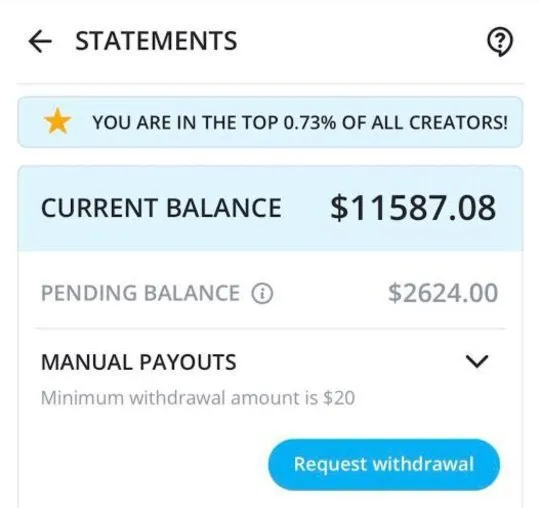 STATEMENTS
YOU ARE IN THE TOP 0.73% OF ALL CREATORS!
CURRENT BALANCE $11587.08
PENDING BALANCE $2624.00
MANUAL PAYOUTS
Minimum withdrawal amount is $20
Request withdrawal